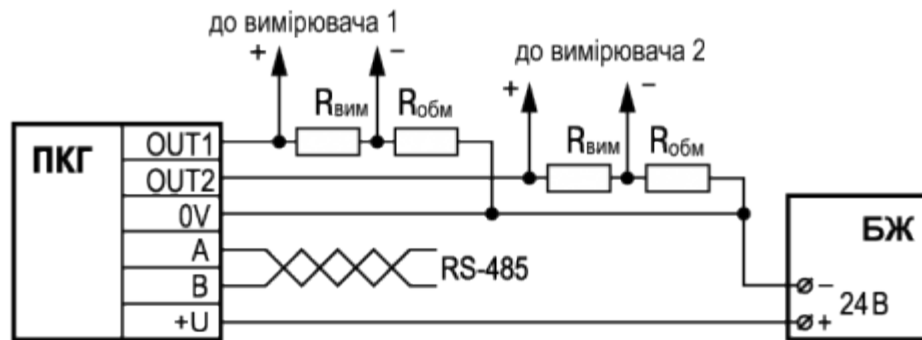 до вимірювача 1
до вимірювача 2
+ −
+ −
Rвим Rобм
Rвим Rобм
ПКГ
OUT1
OUT2
0V
A
B
+U
RS-485
БЖ
−
24 В
+